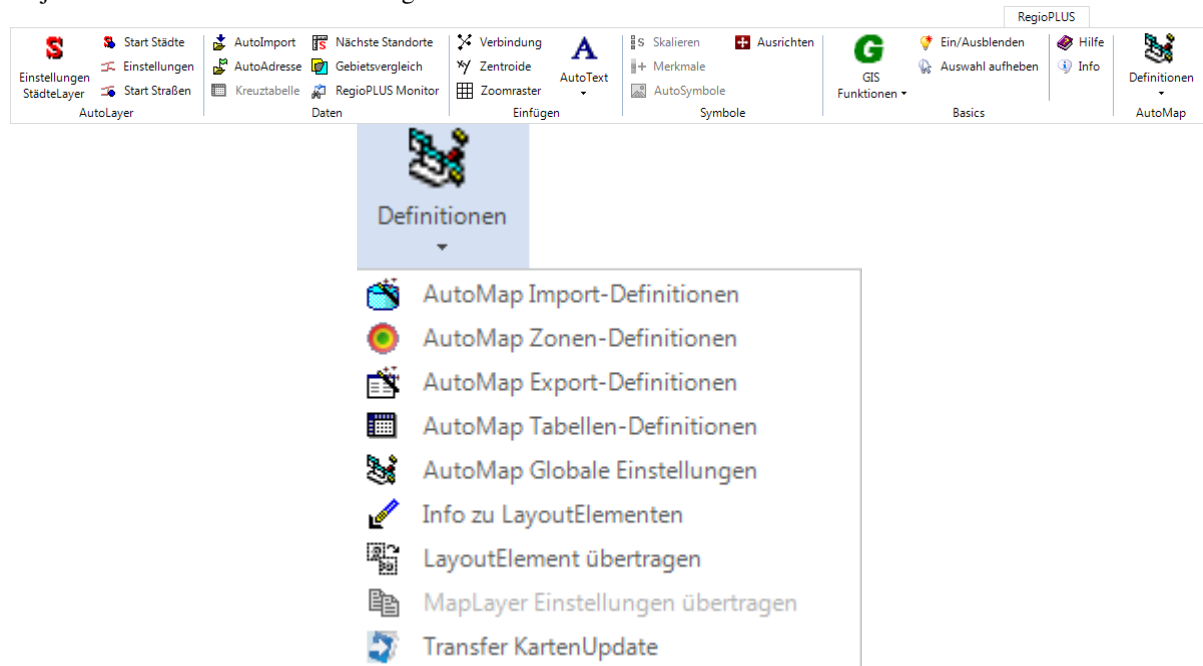 RegioPLUS
Start Städte AutoImport Nächste Standorte Verbindung Skalieren Ausrichten Ein/Ausblenden Hilfe
Einstellungen StädteLayer Einstellungen AutoAdresse Gebietsvergleich Zentroide AutoText Merkmale GIS Funktionen Auswahl aufheben Info Definitionen
Start Straßen Kreuztabelle RegioPLUS Monitor Zoomraster AutoSymbole
AutoLayer Daten Einfügen Symbole Basics AutoMap
Definitionen
AutoMap Import-Definitionen
AutoMap Zonen-Definitionen
AutoMap Export-Definitionen
AutoMap Tabellen-Definitionen
AutoMap Globale Einstellungen
Info zu LayoutElementen
LayoutElement übertragen
MapLayer Einstellungen übertragen
Transfer KartenUpdate